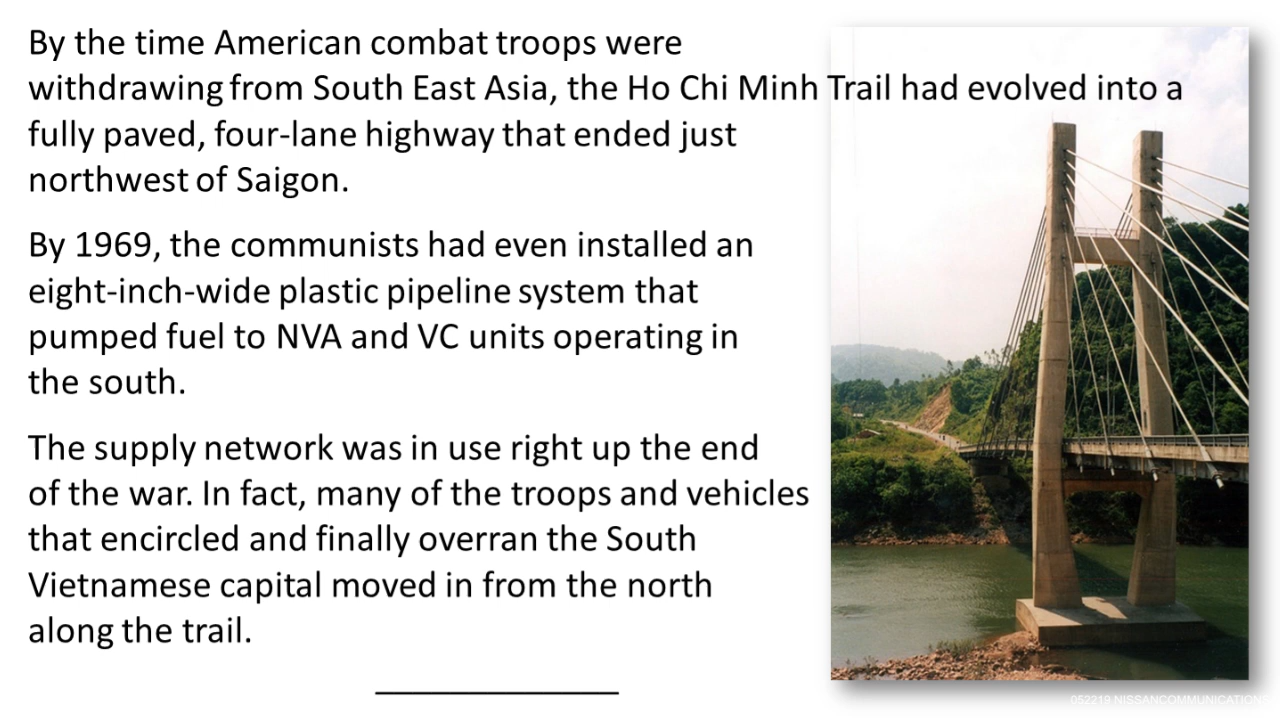 By the time American combat troops were
withdrawing from South East Asia, the Ho Chi Minh Trail had evolved into a
fully paved, four-lane highway that ended just
northwest of Saigon.
By 1969, the communists had even installed an
eight-inch-wide plastic pipeline system that
pumped fuel to NVA and VC units operating in
the south.
The supply network was in use right up the end
of the war. In fact, many of the troops and vehicles
that encircled and finally overran the South
Vietnamese capital moved in from the north
along the trail.
052219 NISSANCOMMUNICATIONS